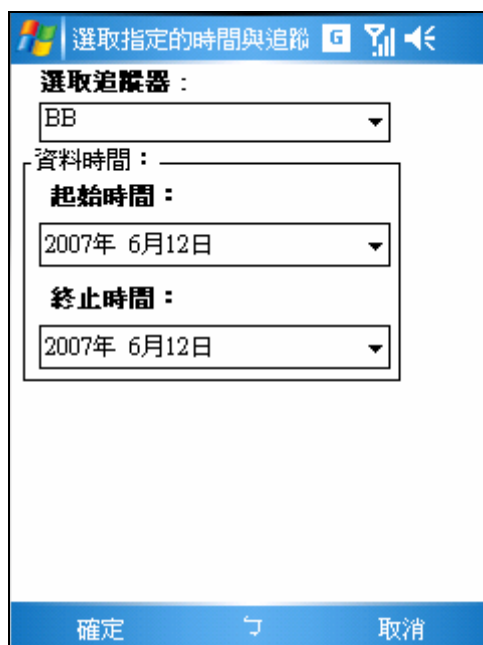 選取指定的時間與追蹤
G
選取追蹤器：
BB
資料時間：
起始時間：
2007年 6月12日
終止時間：
2007年 6月12日
確定 ㄅ 取消